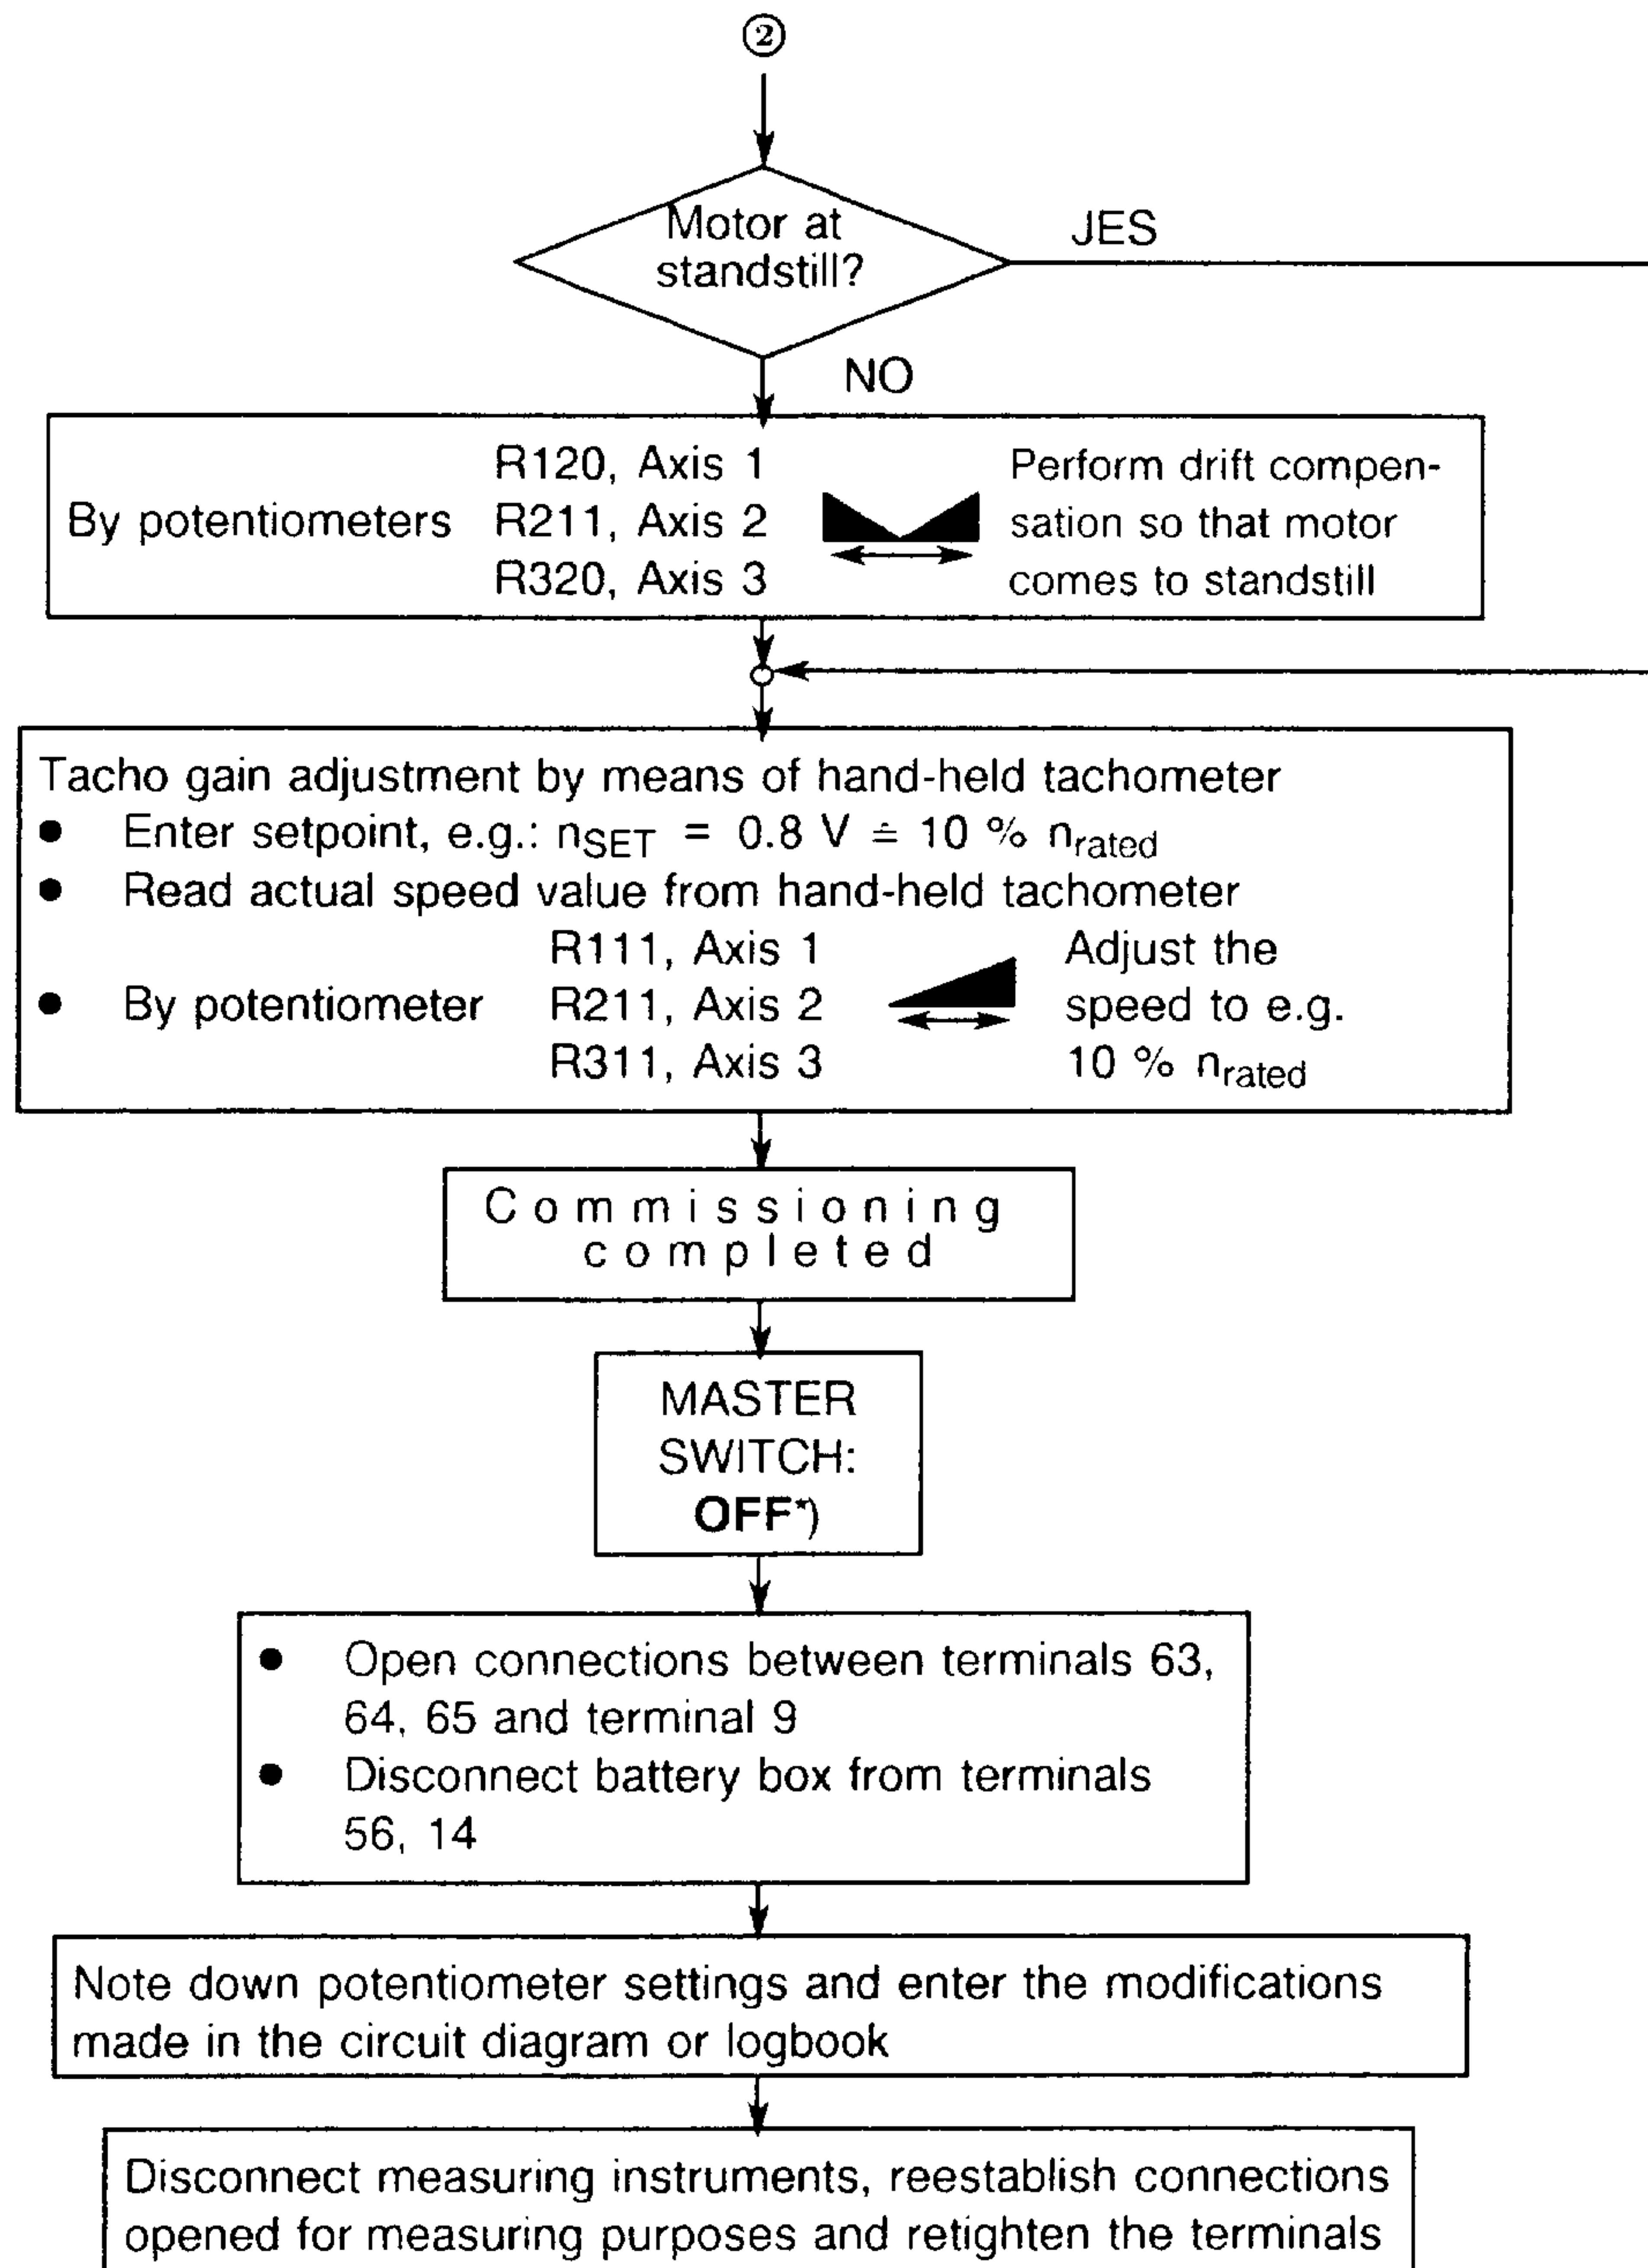 ②
Motor at
standstill?
JES
NO
R120, Axis 1
By potentiometers R211, Axis 2
R320, Axis 3
Perform drift compen-
sation so that motor
comes to standstill
Tacho gain adjustment by means of hand-held tachometer
● Enter setpoint, e.g.: nSET = 0.8 V ≙ 10 % nrated
● Read actual speed value from hand-held tachometer
R111, Axis 1
● By potentiometer R211, Axis 2
R311, Axis 3
Adjust the
speed to e.g.
10 % nrated
Commissioning
completed
MASTER
SWITCH:
OFF*)
● Open connections between terminals 63,
64, 65 and terminal 9
● Disconnect battery box from terminals
56, 14
Note down potentiometer settings and enter the modifications
made in the circuit diagram or logbook
Disconnect measuring instruments, reestablish connections
opened for measuring purposes and retighten the terminals